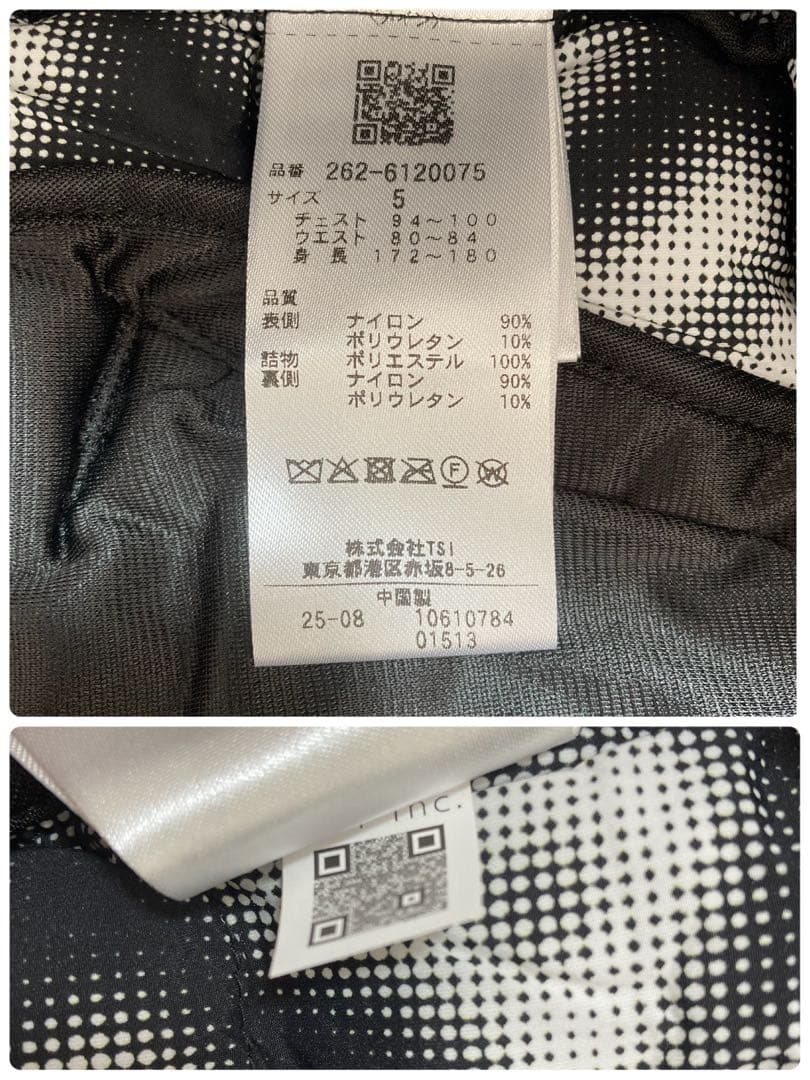 品番 262-6120075
サイズ 5
チェスト 94～100
ウエスト 80～84
身長 172～180
品質
表側 ナイロン 90%
ポリウレタン 10%
詰物 ポリエステル 100%
裏側 ナイロン 90%
ポリウレタン 10%
F
W
株式会社TSI
東京都港区赤坂8-5-26
中国製
25-08 10610784
01513
inc.